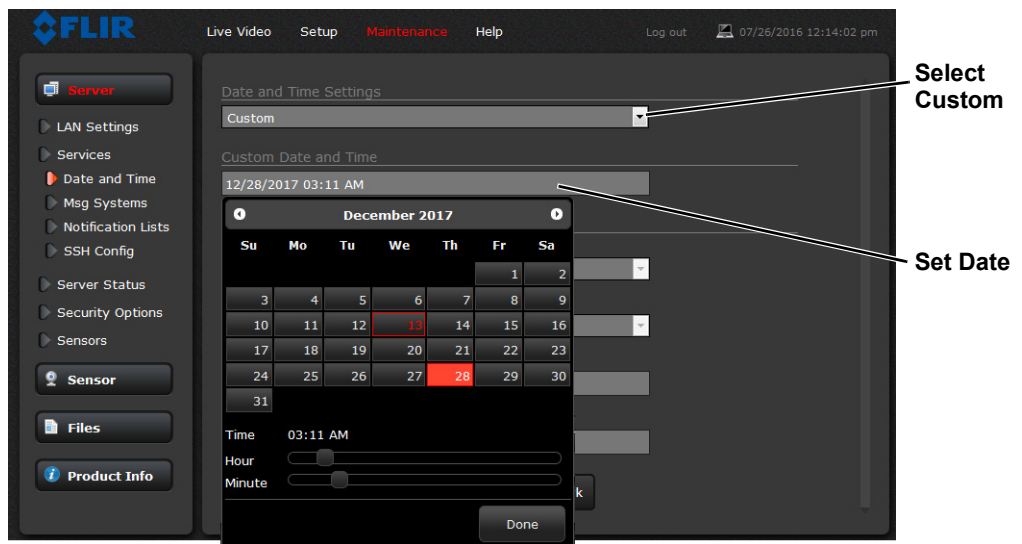 FLIR
Live Video Setup Maintenance Help Log out 07/26/2016 12:14:02 pm
Server
LAN Settings
Services
Date and Time
Msg Systems
Notification Lists
SSH Config
Server Status
Security Options
Sensors
Sensor
Files
Product Info
Date and Time Settings
Custom
Custom Date and Time
12/28/2017 03:11 AM
December 2017
Su Mo Tu We Th Fr Sa
1 2
3 4 5 6 7 8 9
10 11 12 13 14 15 16
17 18 19 20 21 22 23
24 25 26 27 28 29 30
31
Time 03:11 AM
Hour
Minute
k
Done
Select
Custom
Set Date